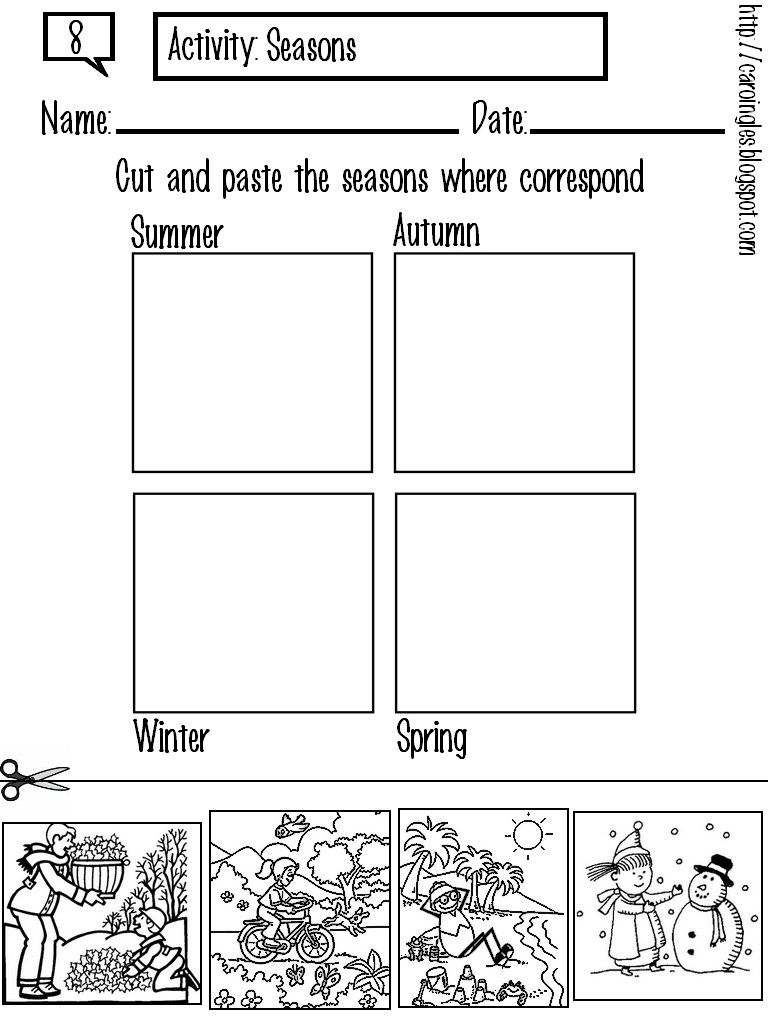 8
Activity: Seasons
http://caroingles.blogspot.com
Name:
Date:
Cut and paste the seasons where correspond
Summer
Autumn
Winter
Spring